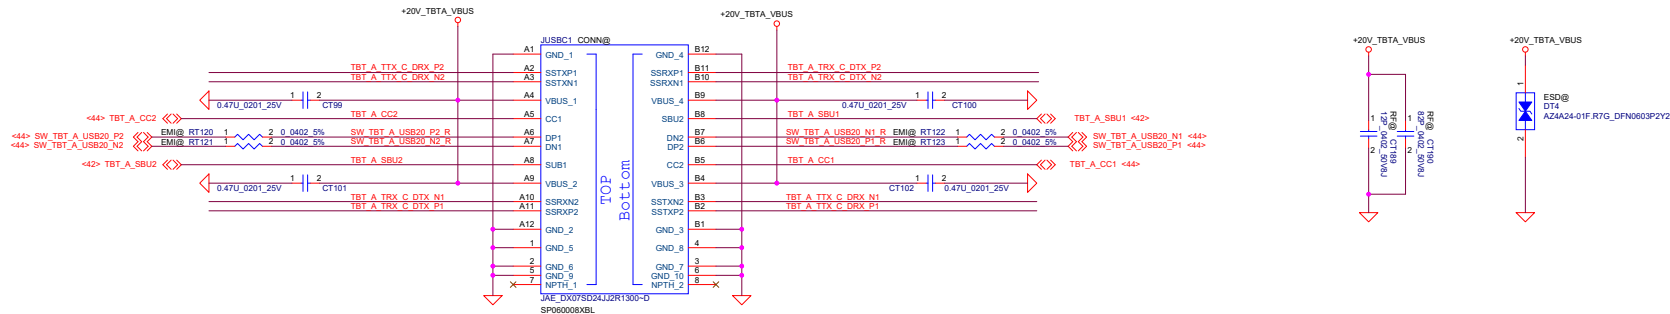 +20V_TBTA_VBUS
+20V_TBTA_VBUS
+20V_TBTA_VBUS
+20V_TBTA_VBUS
JUSBC1 CONN@
A1 GND_1
TBT_A_TTX_C_DRX_P2 A2 SSTXP1
TBT_A_TTX_C_DRX_N2 A3 SSTXN1
0.47U_0201_25V 1 2 CT99 A4 VBUS_1
<44> TBT_A_CC2 TBT_A_CC2 A5 CC1
<44> SW_TBT_A_USB20_P2 EMI@ RT120 1 2 0_0402_5% SW_TBT_A_USB20_P2_R A6 DP1
<44> SW_TBT_A_USB20_N2 EMI@ RT121 1 2 0_0402_5% SW_TBT_A_USB20_N2_R A7 DN1
<42> TBT_A_SBU2 TBT_A_SBU2 A8 SUB1
0.47U_0201_25V 1 2 CT101 A9 VBUS_2
TBT_A_TRX_C_DTX_N1 A10 SSRXN2
TBT_A_TRX_C_DTX_P1 A11 SSRXP2
A12 GND_2
1 GND_5
2 GND_6
5 GND_9
7 NPTH_1
TOP
Bottom
GND_4 B12
SSRXP1 B11 TBT_A_TRX_C_DTX_P2
SSRXN1 B10 TBT_A_TRX_C_DTX_N2
VBUS_4 B9 0.47U_0201_25V 1 2 CT100
SBU2 B8 TBT_A_SBU1 TBT_A_SBU1 <42>
DN2 B7 SW_TBT_A_USB20_N1_R EMI@ RT122 1 2 0_0402_5% SW_TBT_A_USB20_N1 <44>
DP2 B6 SW_TBT_A_USB20_P1_R EMI@ RT123 1 2 0_0402_5% SW_TBT_A_USB20_P1 <44>
CC2 B5 TBT_A_CC1 TBT_A_CC1 <44>
VBUS_3 B4 CT102 1 2 0.47U_0201_25V
SSTXN2 B3 TBT_A_TTX_C_DRX_N1
SSTXP2 B2 TBT_A_TTX_C_DRX_P1
GND_3 B1
GND_8 4
GND_7 3
GND_10 6
NPTH_2 8
JAE_DX07SD24JJ2R1300~D
SP060008XBL
1
2
RF@ CT189
12P_0402_50V8J
1
2
RF@ CT190
82P_0402_50V8J
1
2
ESD@
DT4
AZ4A24-01F.R7G_DFN0603P2Y2